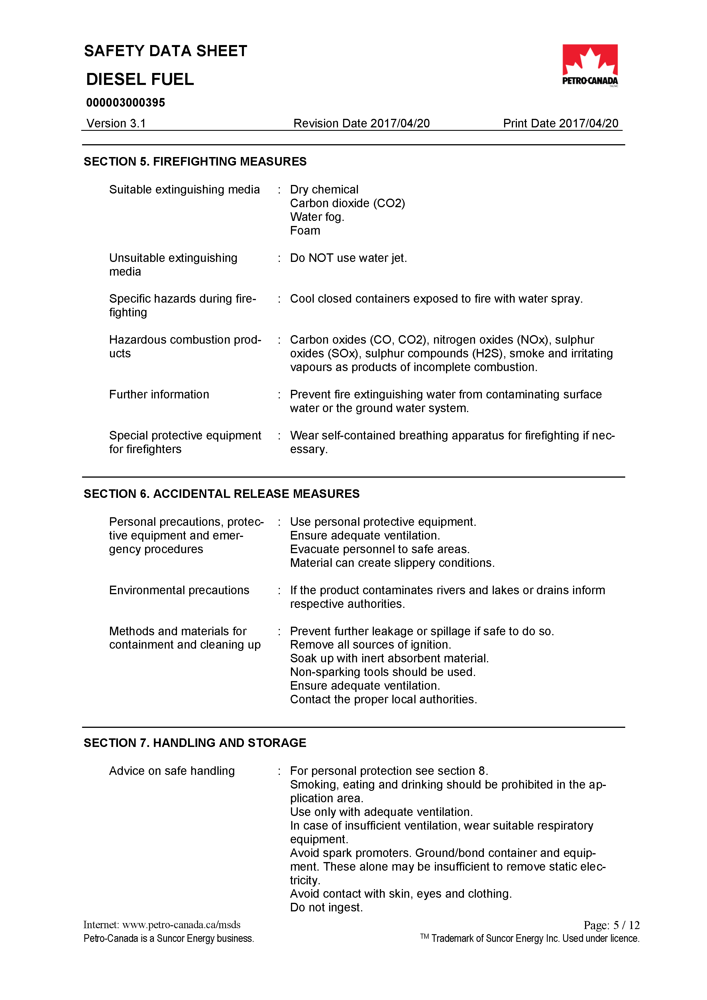 SAFETY DATA SHEET
DIESEL FUEL
000003000395
PETRO-CANADA
TM/MC
Version 3.1 Revision Date 2017/04/20 Print Date 2017/04/20
SECTION 5. FIREFIGHTING MEASURES
Suitable extinguishing media : Dry chemical
Carbon dioxide (CO2)
Water fog.
Foam
Unsuitable extinguishing : Do NOT use water jet.
media
Specific hazards during fire- : Cool closed containers exposed to fire with water spray.
fighting
Hazardous combustion prod- : Carbon oxides (CO, CO2), nitrogen oxides (NOx), sulphur
ucts oxides (SOx), sulphur compounds (H2S), smoke and irritating
vapours as products of incomplete combustion.
Further information : Prevent fire extinguishing water from contaminating surface
water or the ground water system.
Special protective equipment : Wear self-contained breathing apparatus for firefighting if nec-
for firefighters essary.
SECTION 6. ACCIDENTAL RELEASE MEASURES
Personal precautions, protec- : Use personal protective equipment.
tive equipment and emer- Ensure adequate ventilation.
gency procedures Evacuate personnel to safe areas.
Material can create slippery conditions.
Environmental precautions : If the product contaminates rivers and lakes or drains inform
respective authorities.
Methods and materials for : Prevent further leakage or spillage if safe to do so.
containment and cleaning up Remove all sources of ignition.
Soak up with inert absorbent material.
Non-sparking tools should be used.
Ensure adequate ventilation.
Contact the proper local authorities.
SECTION 7. HANDLING AND STORAGE
Advice on safe handling : For personal protection see section 8.
Smoking, eating and drinking should be prohibited in the ap-
plication area.
Use only with adequate ventilation.
In case of insufficient ventilation, wear suitable respiratory
equipment.
Avoid spark promoters. Ground/bond container and equip-
ment. These alone may be insufficient to remove static elec-
tricity.
Avoid contact with skin, eyes and clothing.
Do not ingest.
Internet: www.petro-canada.ca/msds Page: 5 / 12
Petro-Canada is a Suncor Energy business. TM Trademark of Suncor Energy Inc. Used under licence.